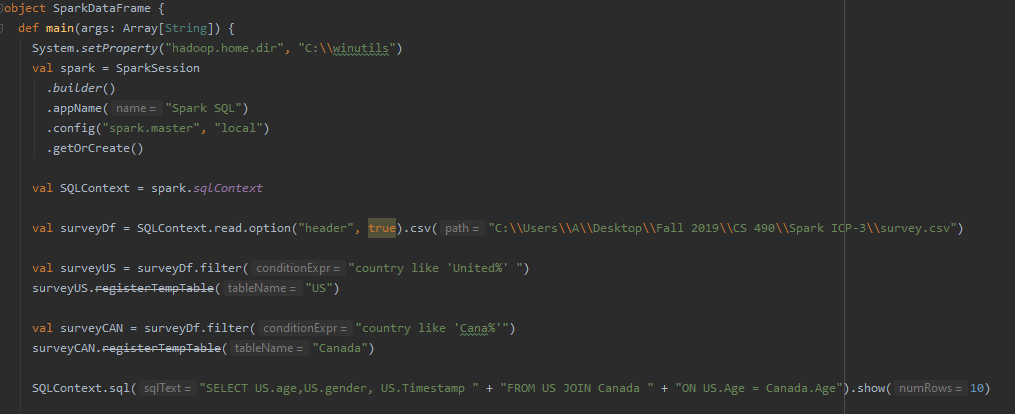 object SparkDataFrame {
def main(args: Array[String]) {
System.setProperty("hadoop.home.dir", "C:\\winutils")
val spark = SparkSession
.builder()
.appName( name = "Spark SQL")
.config("spark.master", "local")
.getOrCreate()
val SQLContext = spark.sqlContext
val surveyDf = SQLContext.read.option("header", true).csv( path = "C:\\Users\\A\\Desktop\\Fall 2019\\CS 490\\Spark ICP-3\\survey.csv")
val surveyUS = surveyDf.filter( conditionExpr = "country like 'United%' ")
surveyUS.registerTempTable( tableName = "US")
val surveyCAN = surveyDf.filter( conditionExpr = "country like 'Cana%'")
surveyCAN.registerTempTable( tableName = "Canada")
SQLContext.sql( sqlText = "SELECT US.age,US.gender, US.Timestamp " + "FROM US JOIN Canada " + "ON US.Age = Canada.Age").show( numRows = 10)